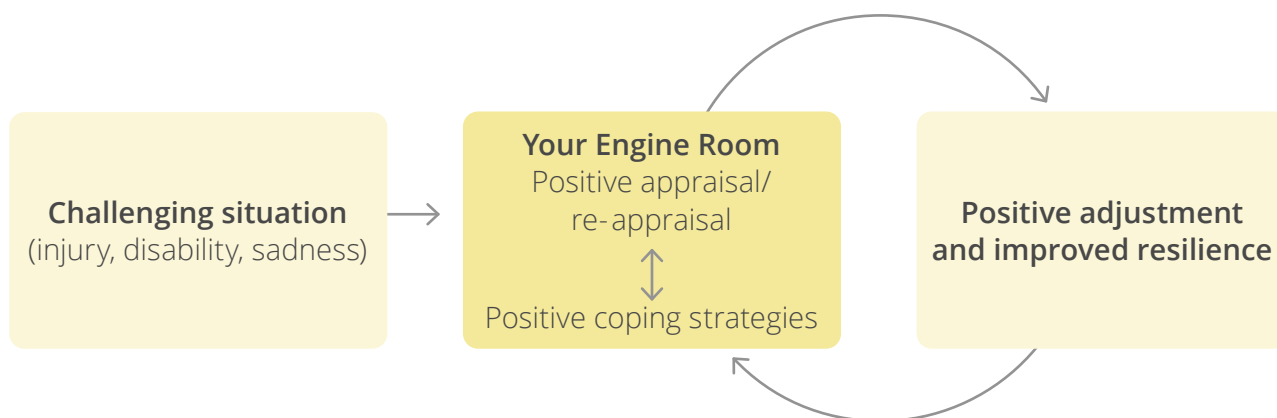 Challenging situation
(injury, disability, sadness)
Your Engine Room
Positive appraisal/
re-appraisal
Positive coping strategies
Positive adjustment
and improved resilience